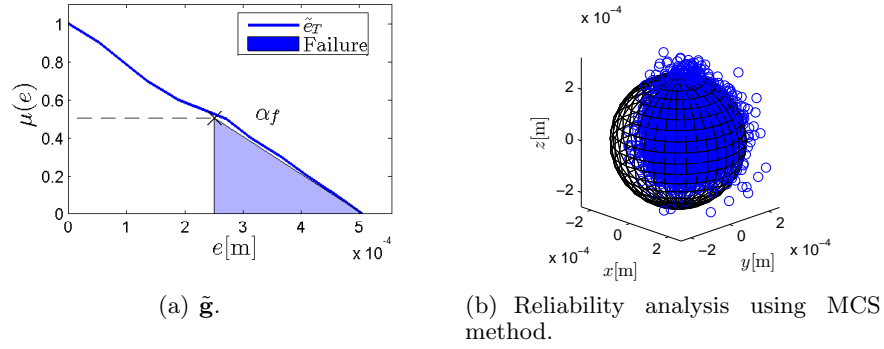 1
0.8
0.6
0.4
0.2
0
μ(e)
ẽ_T
Failure
α_f
0 1 2 3 4 5
e[m]
x 10⁻⁴
(a) g̃.
x 10⁻⁴
2
0
−2
z[m]
−2 0 2
x 10⁻⁴
x[m]
−2 0 2
x 10⁻⁴
y[m]
(b) Reliability analysis using MCS
method.